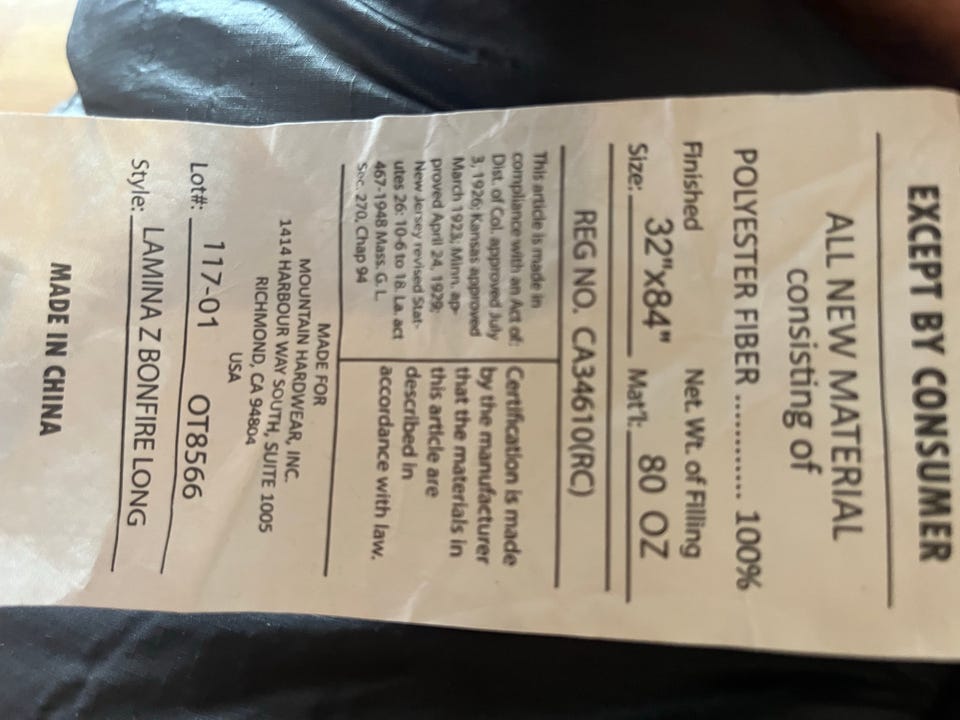 EXCEPT BY CONSUMER
ALL NEW MATERIAL
consisting of
POLYESTER FIBER ........... 100%
Finished Net. Wt. of Filling
Size: 32"x84" Mat'l: 80 OZ
REG NO. CA34610(RC)
This article is made in
compliance with an Act of:
Dist. of Col. approved July
3, 1926; Kansas approved
March 1923; Minn. ap-
proved April 24, 1929;
New Jersey revised Stat-
utes 26: 10-6 to 18. La. act
467-1948 Mass. G. L.
Sec. 270, Chap 94
Certification is made
by the manufacturer
that the materials in
this article are
described in
accordance with law.
MADE FOR
MOUNTAIN HARDWEAR, INC.
1414 HARBOUR WAY SOUTH, SUITE 1005
RICHMOND, CA 94804
USA
Lot#: 117-01 OT8566
Style: LAMINA Z BONFIRE LONG
MADE IN CHINA